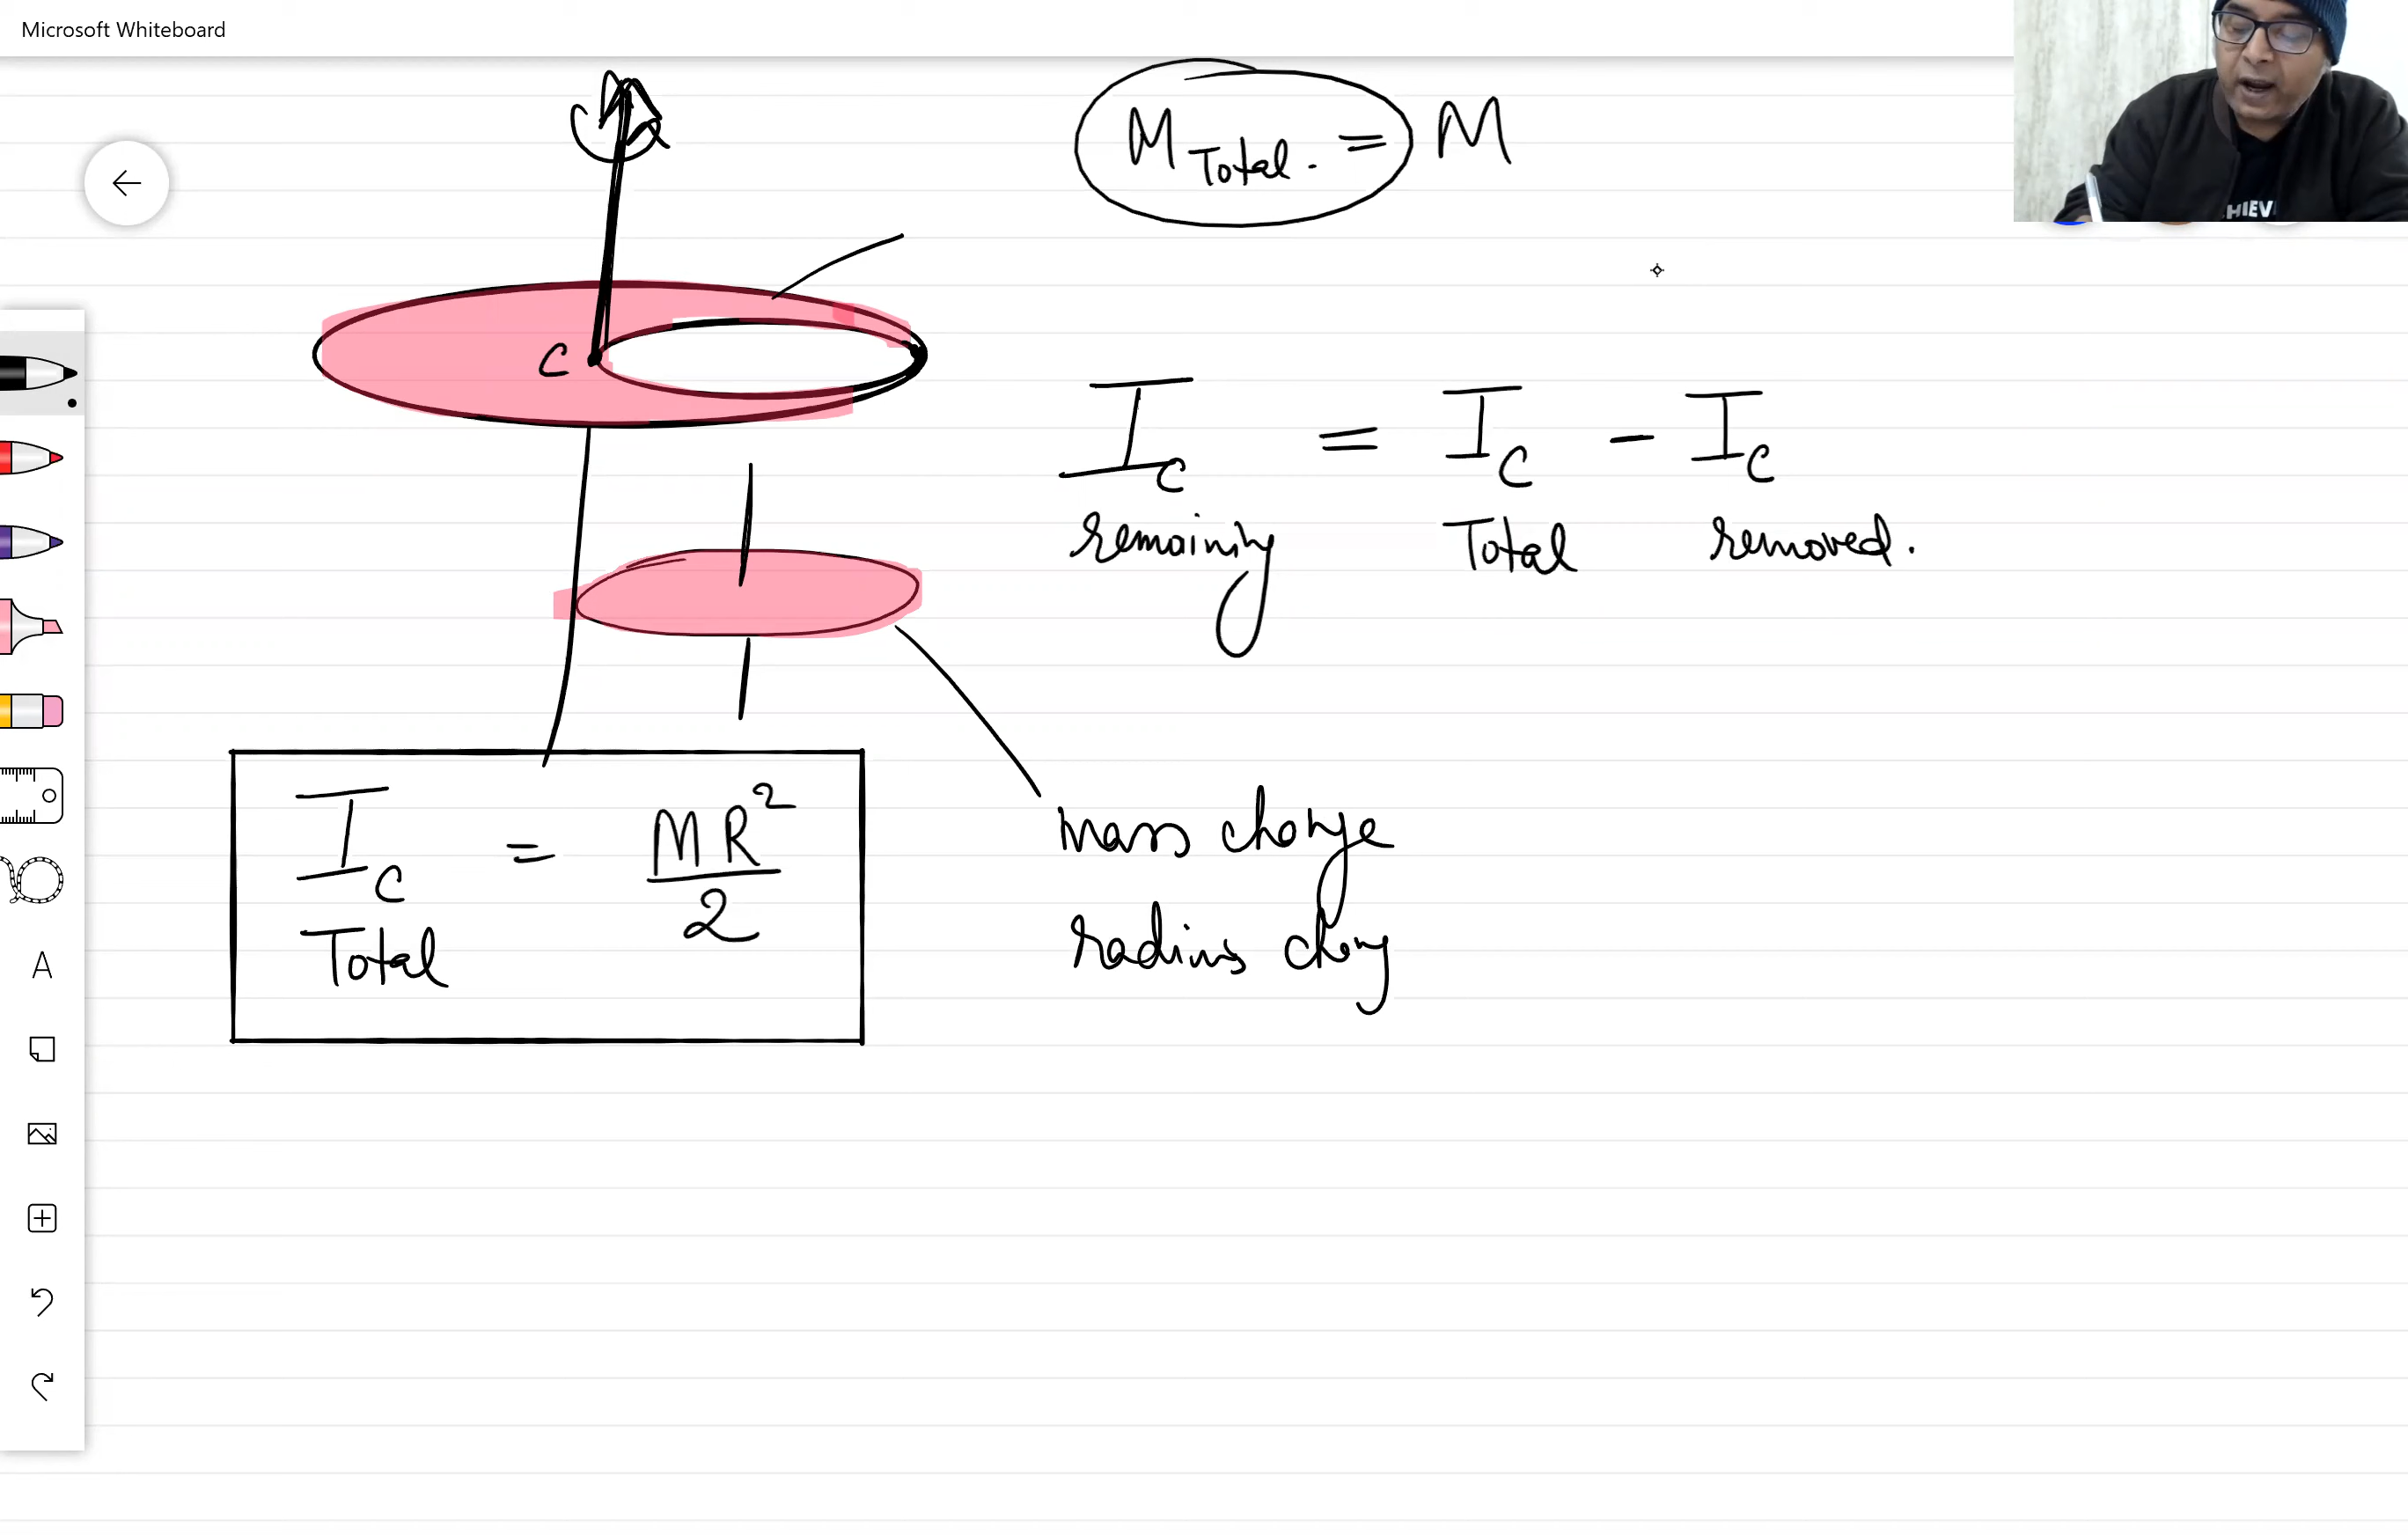 Microsoft Whiteboard
M Total. = M
C
I C = I C - I C
remaining Total removed.
I C = MR²/2
Total
mass change
radius chang
A
HIEV